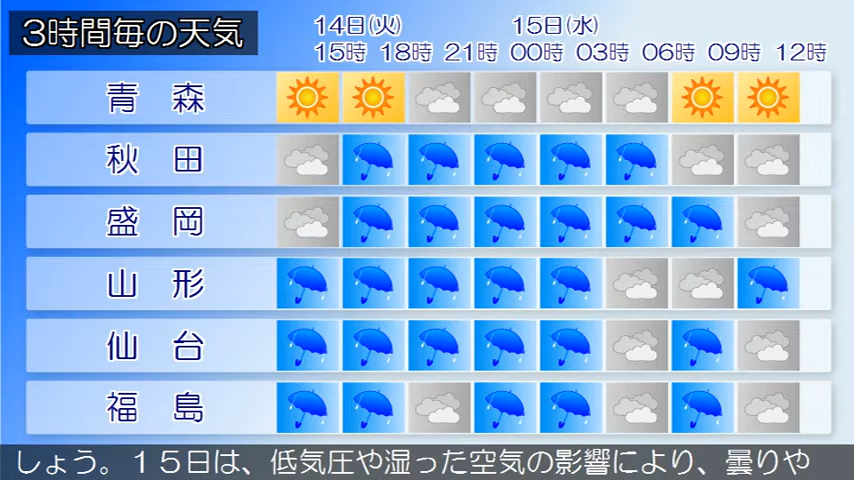 3時間毎の天気
14日(火) 15日(水)
15時 18時 21時 00時 03時 06時 09時 12時
青森
秋田
盛岡
山形
仙台
福島
しょう。１５日は、低気圧や湿った空気の影響により、曇りや